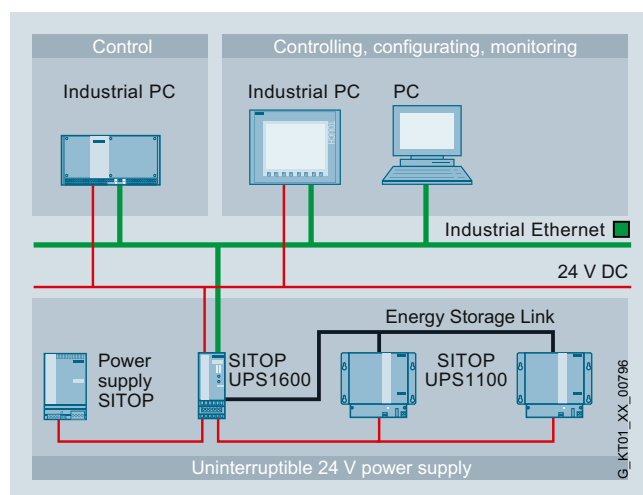 Control
Controlling, configurating, monitoring
Industrial PC
Industrial PC
PC
Industrial Ethernet
24 V DC
Energy Storage Link
Power
supply
SITOP
SITOP
UPS1600
SITOP
UPS1100
Uninterruptible 24 V power supply
G_KT01_XX_00796